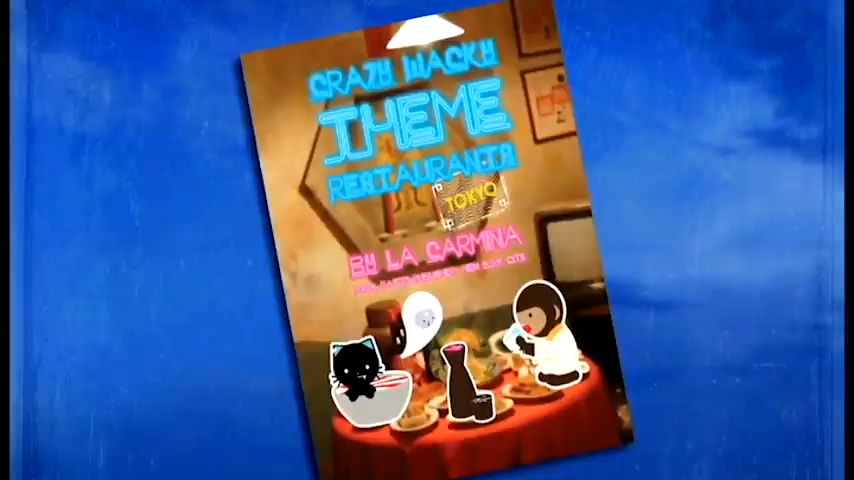 CRAZY WACKY
THEME
RESTAURANTS
TOKYO
BY LA CARMINA